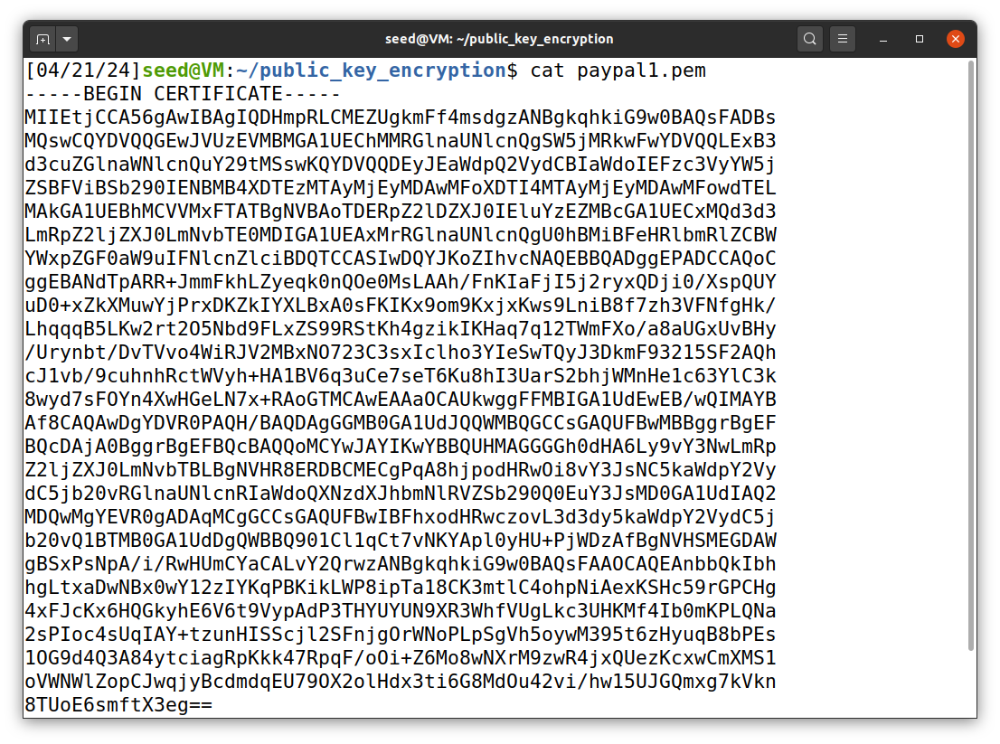 seed@VM: ~/public_key_encryption
[04/21/24]seed@VM:~/public_key_encryption$ cat paypal1.pem
-----BEGIN CERTIFICATE-----
MIIEtjCCA56gAwIBAgIQDHmpRLCMEZUgkmFf4msdgzANBgkqhkiG9w0BAQsFADBs
MQswCQYDVQQGEwJVUzEVMBMGA1UEChMMRGlnaUNlcnQgSW5jMRkwFwYDVQQLExB3
d3cuZGlnaWNlcnQuY29tMSswKQYDVQQDEyJEaWdpQ2VydCBIaWdoIEFzc3VyYW5j
ZSBFViBSb290IENBMB4XDTEzMTAyMjEyMDAwMFoXDTI4MTAyMjEyMDAwMFowdTEL
MAkGA1UEBhMCVVMxFTATBgNVBAoTDERpZ2lDZXJ0IEluYzEZMBcGA1UECxMQd3d3
LmRpZ2ljZXJ0LmNvbTE0MDIGA1UEAxMrRGlnaUNlcnQgU0hBMiBFeHRlbmRlZCBW
YWxpZGF0aW9uIFNlcnZlciBDQTCCASIwDQYJKoZIhvcNAQEBBQADggEPADCCAQoC
ggEBANdTpARR+JmmFkhLZyeqk0nQOe0MsLAAh/FnKIaFjI5j2ryxQDji0/XspQUY
uD0+xZkXMuwYjPrxDKZkIYXLBxA0sFKIKx9om9KxjxKws9LniB8f7zh3VFNfgHk/
LhqqqB5LKw2rt2O5Nbd9FLxZS99RStKh4gzikIKHaq7q12TWmFXo/a8aUGxUvBHy
/Urynbt/DvTVvo4WiRJV2MBxNO723C3sxIclho3YIeSwTQyJ3DkmF93215SF2AQh
cJ1vb/9cuhnhRctWVyh+HA1BV6q3uCe7seT6Ku8hI3UarS2bhjWMnHe1c63YlC3k
8wyd7sFOYn4XwHGeLN7x+RAoGTMCAwEAAaOCAUkwggFFMBIGA1UdEwEB/wQIMAYB
Af8CAQAwDgYDVR0PAQH/BAQDAgGGMB0GA1UdJQQWMBQGCCsGAQUFBwMBBggrBgEF
BQcDAjA0BggrBgEFBQcBAQQoMCYwJAYIKwYBBQUHMAGGGGh0dHA6Ly9vY3NwLmRp
Z2ljZXJ0LmNvbTBLBgNVHR8ERDBCMECgPqA8hjpodHRwOi8vY3JsNC5kaWdpY2Vy
dC5jb20vRGlnaUNlcnRIaWdoQXNzdXJhbmNlRVZSb290Q0EuY3JsMD0GA1UdIAQ2
MDQwMgYEVR0gADAqMCgGCCsGAQUFBwIBFhxodHRwczovL3d3dy5kaWdpY2VydC5j
b20vQ1BTMB0GA1UdDgQWBBQ901Cl1qCt7vNKYApl0yHU+PjWDzAfBgNVHSMEGDAW
gBSxPsNpA/i/RwHUmCYaCALvY2QrwzANBgkqhkiG9w0BAQsFAAOCAQEAnbbQkIbh
hgLtxaDwNBx0wY12zIYKqPBKikLWP8ipTa18CK3mtlC4ohpNiAexKSHc59rGPCHg
4xFJcKx6HQGkyhE6V6t9VypAdP3THYUYUN9XR3WhfVUgLkc3UHKMf4Ib0mKPLQNa
2sPIoc4sUqIAY+tzunHISScjl2SFnjgOrWNoPLpSgVh5oywM395t6zHyuqB8bPEs
1OG9d4Q3A84ytciagRpKkk47RpqF/oOi+Z6Mo8wNXrM9zwR4jxQUezKcxwCmXMS1
oVWNWlZopCJwqjyBcdmdqEU79OX2olHdx3ti6G8MdOu42vi/hw15UJGQmxg7kVkn
8TUoE6smftX3eg==